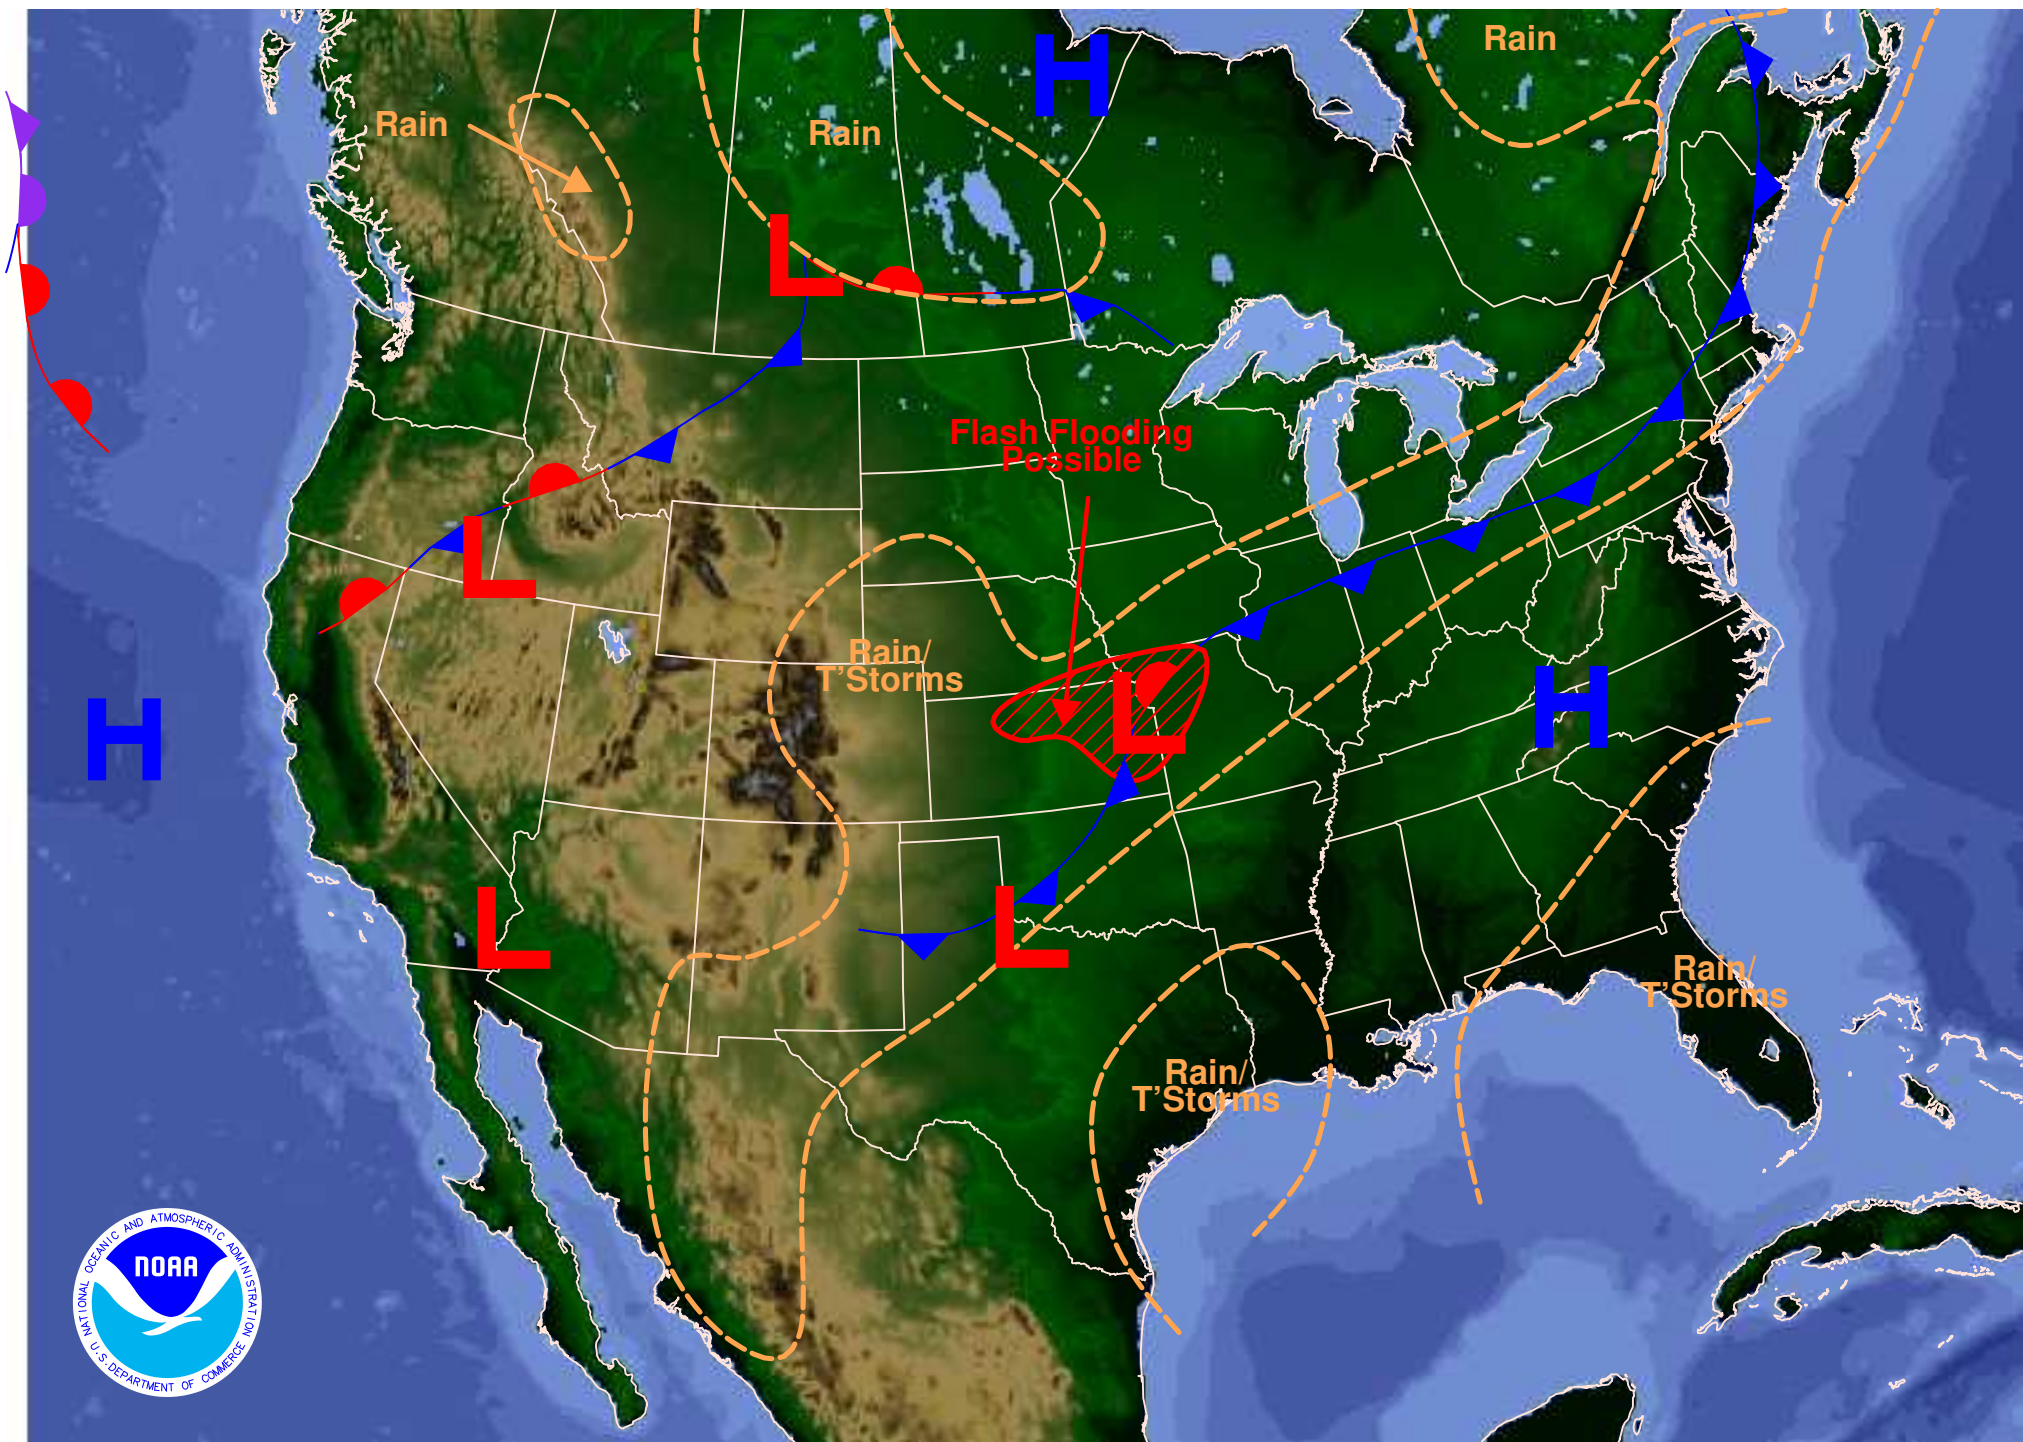 Rain
H
Rain
Rain
L
Flash Flooding
Possible
L
Rain/
T'Storms
L
H
H
L
L
Rain/
T'Storms
Rain/
T'Storms
NATIONAL OCEANIC AND ATMOSPHERIC ADMINISTRATION
NOAA
U.S. DEPARTMENT OF COMMERCE